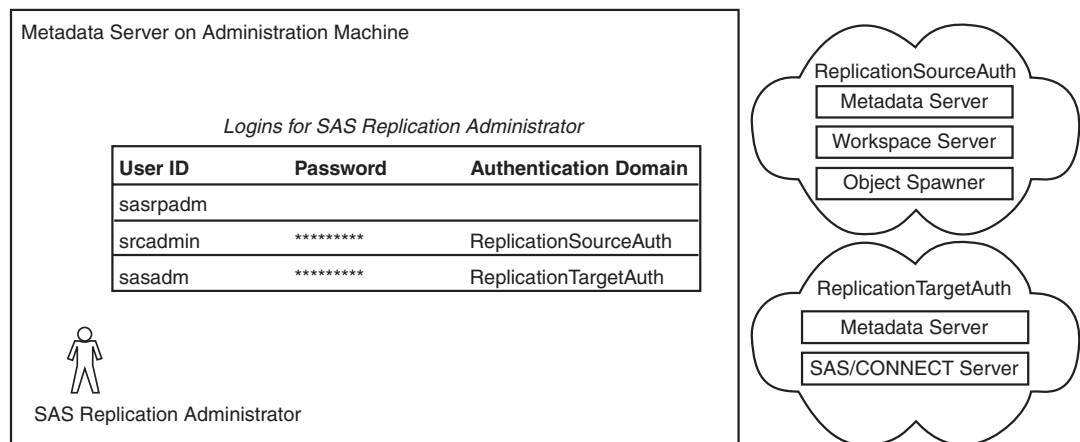 Metadata Server on Administration Machine
Logins for SAS Replication Administrator
User ID Password Authentication Domain
sasrpadm
srcadmin ********* ReplicationSourceAuth
sasadm ********* ReplicationTargetAuth
SAS Replication Administrator
ReplicationSourceAuth
Metadata Server
Workspace Server
Object Spawner
ReplicationTargetAuth
Metadata Server
SAS/CONNECT Server